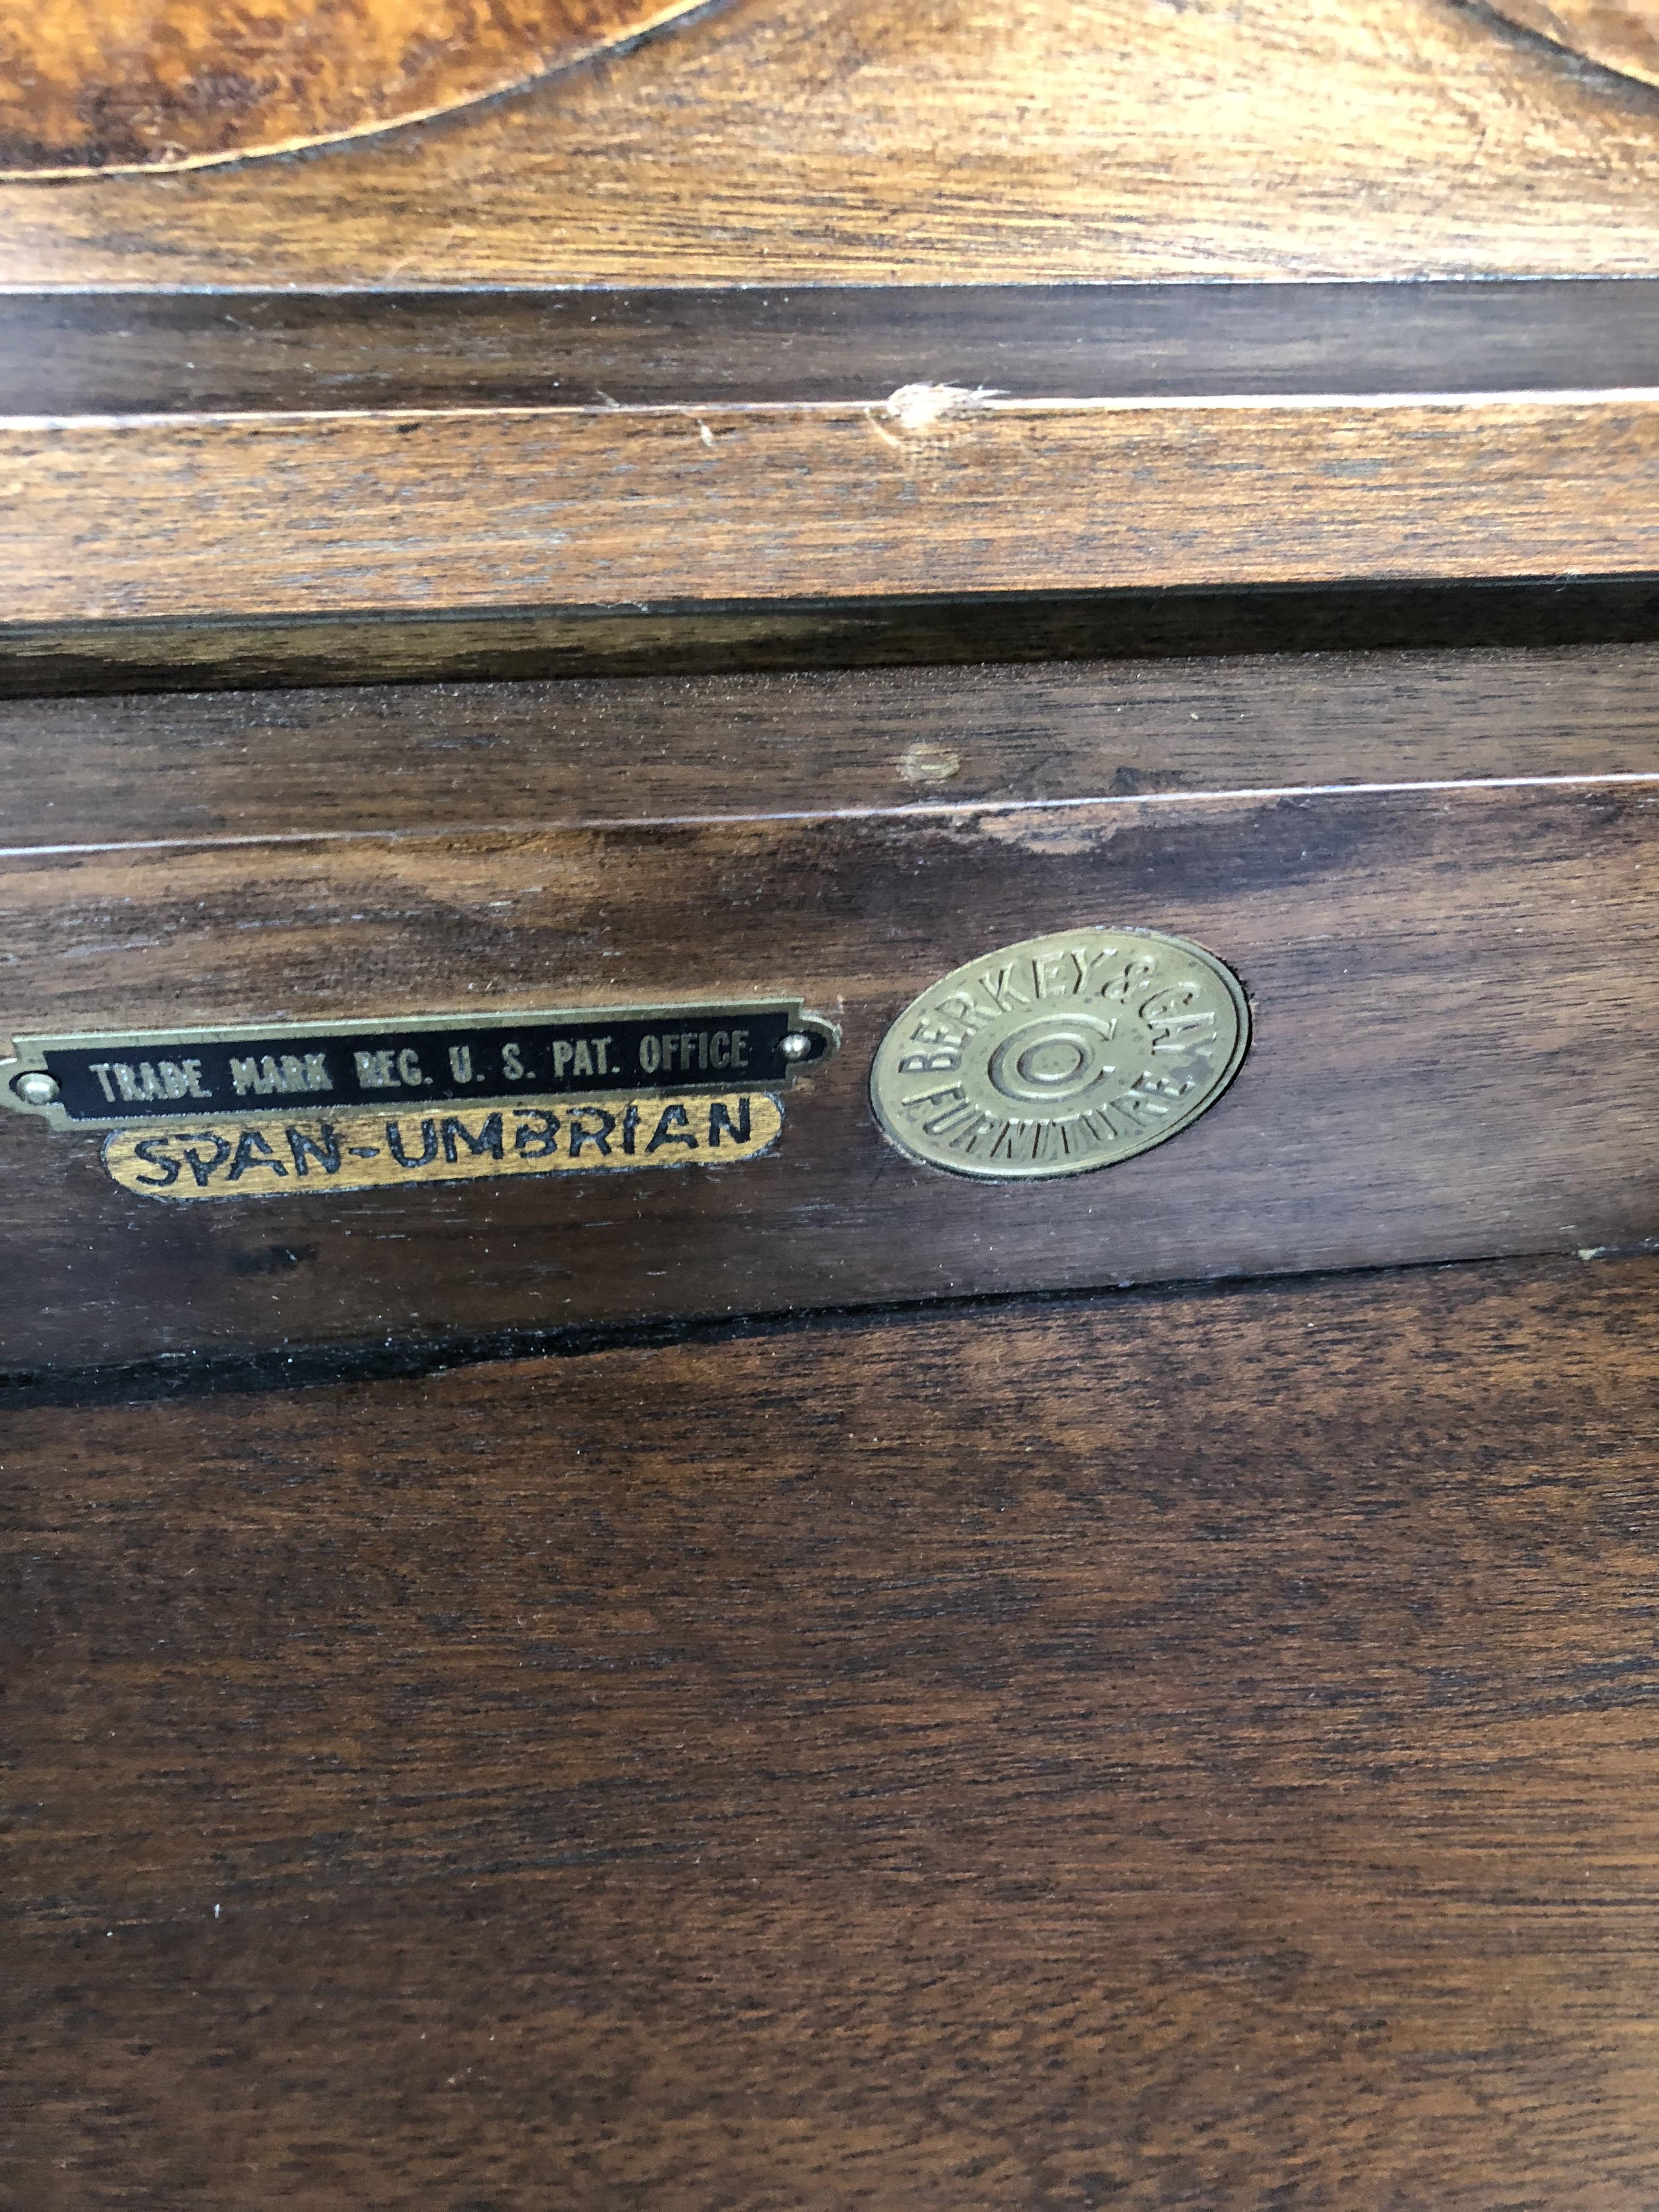 TRADE MARK REG. U. S. PAT. OFFICE
SPAN-UMBRIAN
BERKEY & GAY
FURNITURE